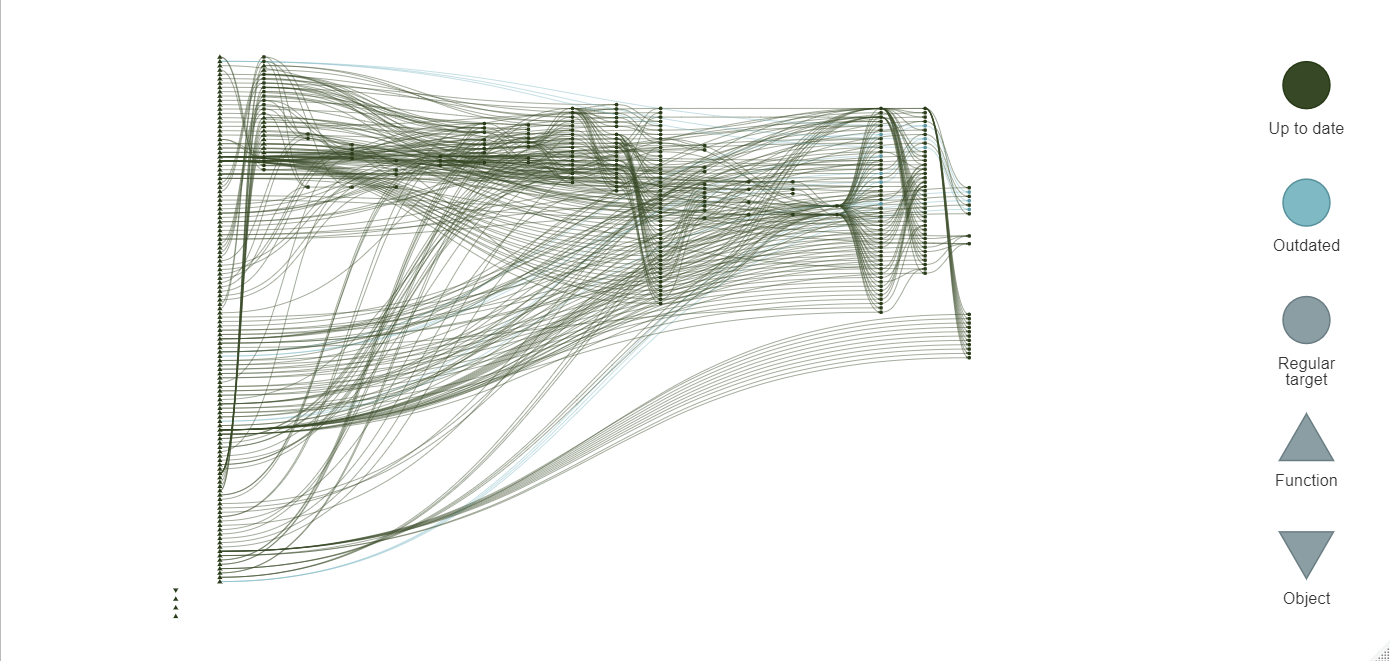 Up to date
Outdated
Regular
target
Function
Object